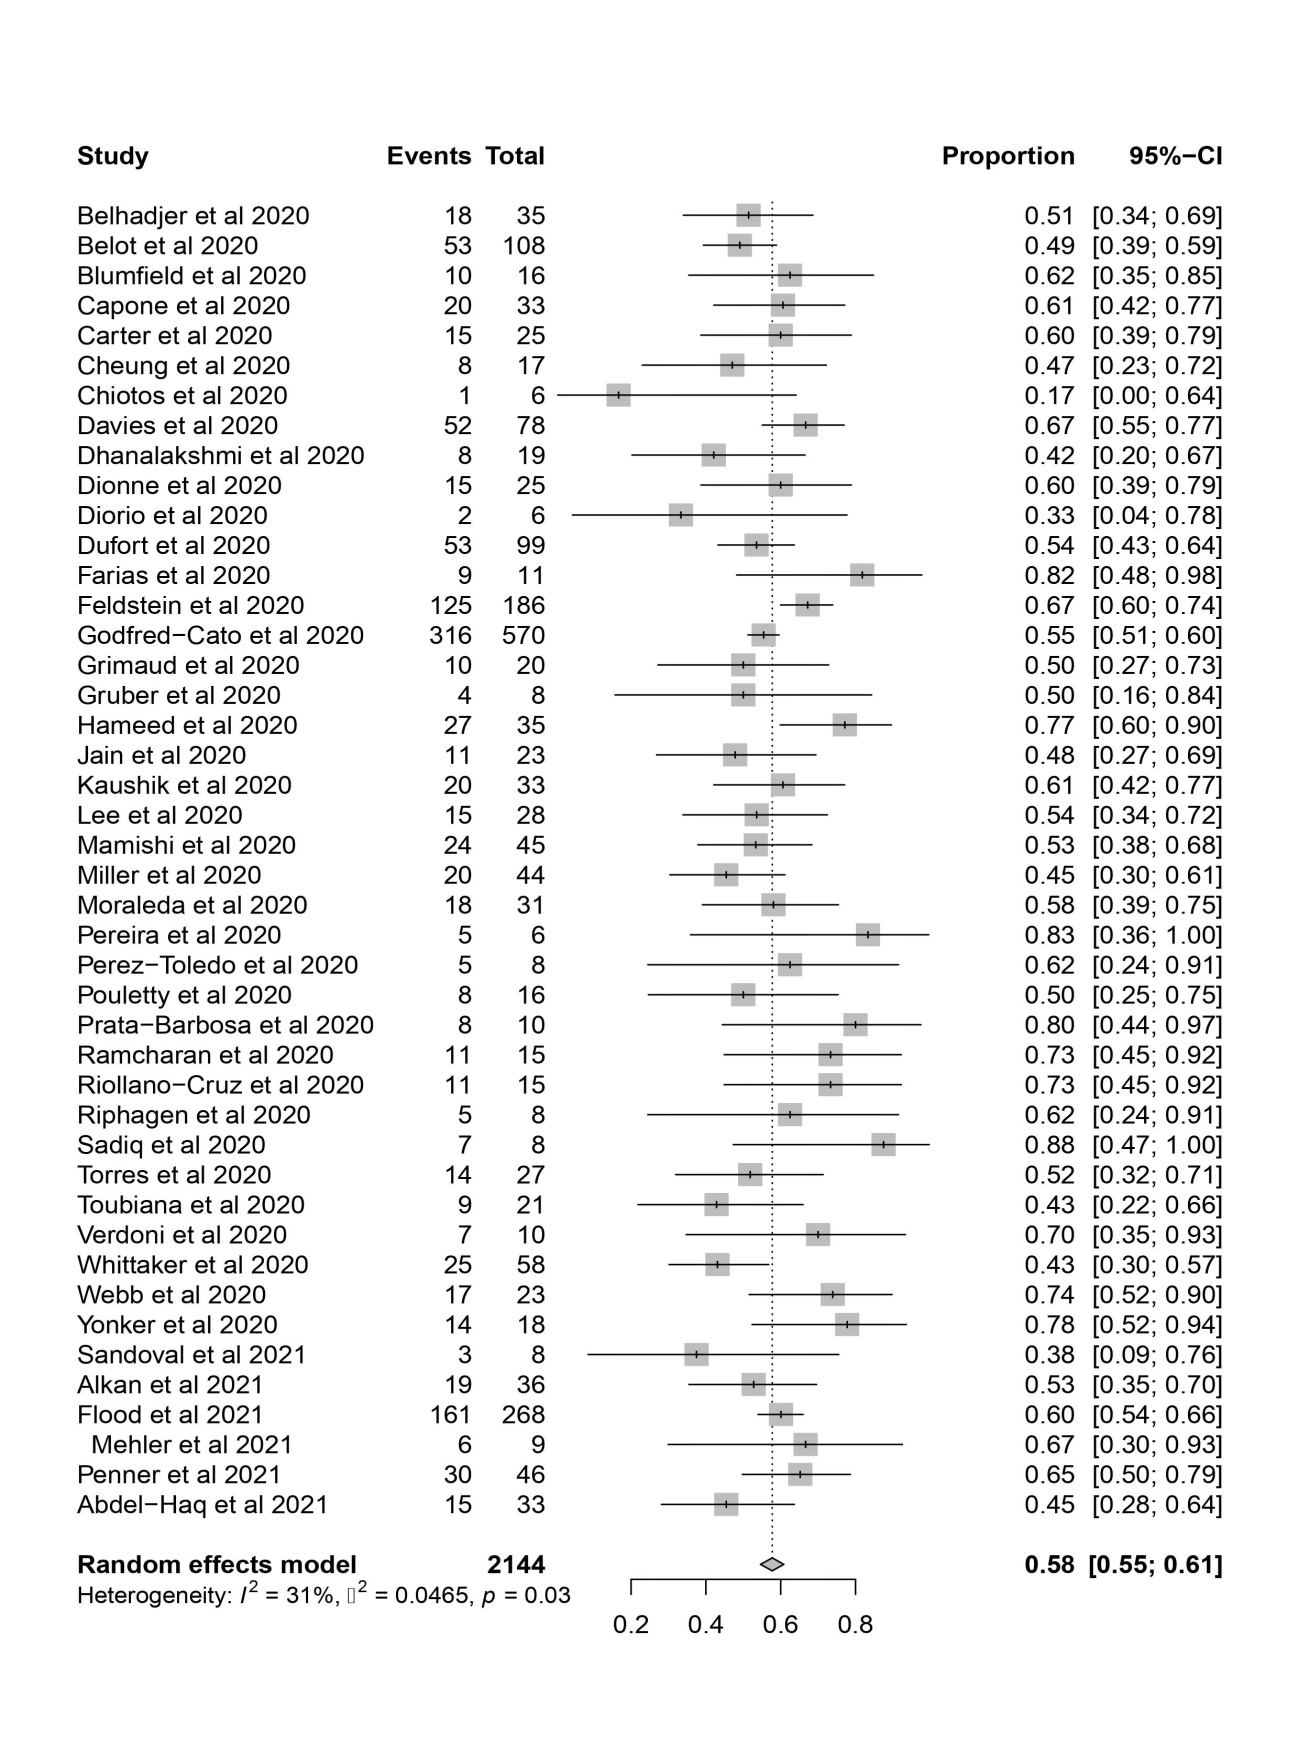 Study Events Total Proportion 95%−CI
Belhadjer et al 2020 18 35 0.51 [0.34; 0.69]
Belot et al 2020 53 108 0.49 [0.39; 0.59]
Blumfield et al 2020 10 16 0.62 [0.35; 0.85]
Capone et al 2020 20 33 0.61 [0.42; 0.77]
Carter et al 2020 15 25 0.60 [0.39; 0.79]
Cheung et al 2020 8 17 0.47 [0.23; 0.72]
Chiotos et al 2020 1 6 0.17 [0.00; 0.64]
Davies et al 2020 52 78 0.67 [0.55; 0.77]
Dhanalakshmi et al 2020 8 19 0.42 [0.20; 0.67]
Dionne et al 2020 15 25 0.60 [0.39; 0.79]
Diorio et al 2020 2 6 0.33 [0.04; 0.78]
Dufort et al 2020 53 99 0.54 [0.43; 0.64]
Farias et al 2020 9 11 0.82 [0.48; 0.98]
Feldstein et al 2020 125 186 0.67 [0.60; 0.74]
Godfred−Cato et al 2020 316 570 0.55 [0.51; 0.60]
Grimaud et al 2020 10 20 0.50 [0.27; 0.73]
Gruber et al 2020 4 8 0.50 [0.16; 0.84]
Hameed et al 2020 27 35 0.77 [0.60; 0.90]
Jain et al 2020 11 23 0.48 [0.27; 0.69]
Kaushik et al 2020 20 33 0.61 [0.42; 0.77]
Lee et al 2020 15 28 0.54 [0.34; 0.72]
Mamishi et al 2020 24 45 0.53 [0.38; 0.68]
Miller et al 2020 20 44 0.45 [0.30; 0.61]
Moraleda et al 2020 18 31 0.58 [0.39; 0.75]
Pereira et al 2020 5 6 0.83 [0.36; 1.00]
Perez−Toledo et al 2020 5 8 0.62 [0.24; 0.91]
Pouletty et al 2020 8 16 0.50 [0.25; 0.75]
Prata−Barbosa et al 2020 8 10 0.80 [0.44; 0.97]
Ramcharan et al 2020 11 15 0.73 [0.45; 0.92]
Riollano−Cruz et al 2020 11 15 0.73 [0.45; 0.92]
Riphagen et al 2020 5 8 0.62 [0.24; 0.91]
Sadiq et al 2020 7 8 0.88 [0.47; 1.00]
Torres et al 2020 14 27 0.52 [0.32; 0.71]
Toubiana et al 2020 9 21 0.43 [0.22; 0.66]
Verdoni et al 2020 7 10 0.70 [0.35; 0.93]
Whittaker et al 2020 25 58 0.43 [0.30; 0.57]
Webb et al 2020 17 23 0.74 [0.52; 0.90]
Yonker et al 2020 14 18 0.78 [0.52; 0.94]
Sandoval et al 2021 3 8 0.38 [0.09; 0.76]
Alkan et al 2021 19 36 0.53 [0.35; 0.70]
Flood et al 2021 161 268 0.60 [0.54; 0.66]
Mehler et al 2021 6 9 0.67 [0.30; 0.93]
Penner et al 2021 30 46 0.65 [0.50; 0.79]
Abdel−Haq et al 2021 15 33 0.45 [0.28; 0.64]
Random effects model 2144 0.58 [0.55; 0.61]
Heterogeneity: I² = 31%, ▯² = 0.0465, p = 0.03
0.2 0.4 0.6 0.8